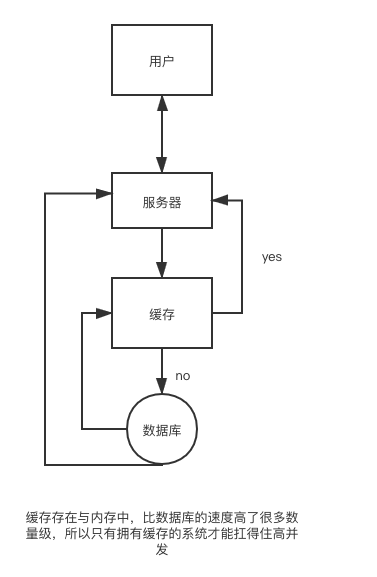 用户
服务器
yes
缓存
no
数据库
缓存存在与内存中，比数据库的速度高了很多数
量级，所以只有拥有缓存的系统才能扛得住高并
发